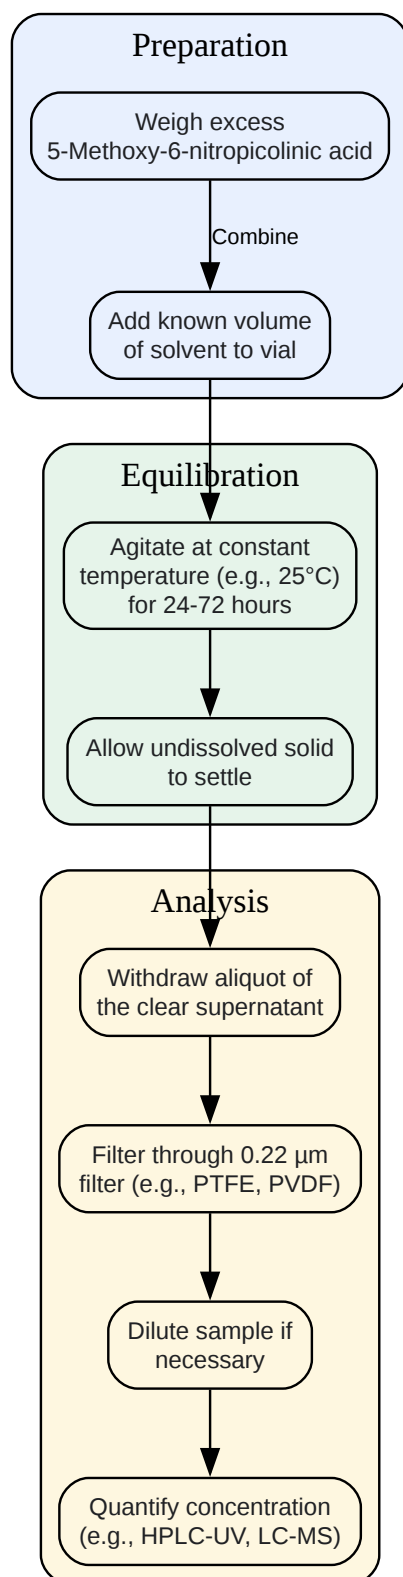 Preparation
Weigh excess
5-Methoxy-6-nitropicolinic acid
Combine
Add known volume
of solvent to vial
Equilibration
Agitate at constant
temperature (e.g., 25°C)
for 24-72 hours
Allow undissolved solid
to settle
Analysis
Withdraw aliquot of
the clear supernatant
Filter through 0.22 µm
filter (e.g., PTFE, PVDF)
Dilute sample if
necessary
Quantify concentration
(e.g., HPLC-UV, LC-MS)